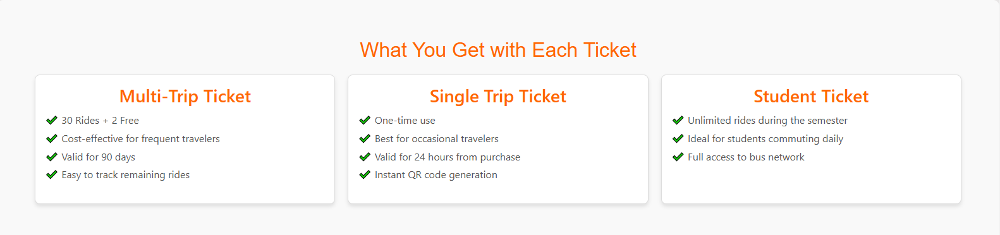 What You Get with Each Ticket
Multi-Trip Ticket
30 Rides + 2 Free
Cost-effective for frequent travelers
Valid for 90 days
Easy to track remaining rides
Single Trip Ticket
One-time use
Best for occasional travelers
Valid for 24 hours from purchase
Instant QR code generation
Student Ticket
Unlimited rides during the semester
Ideal for students commuting daily
Full access to bus network